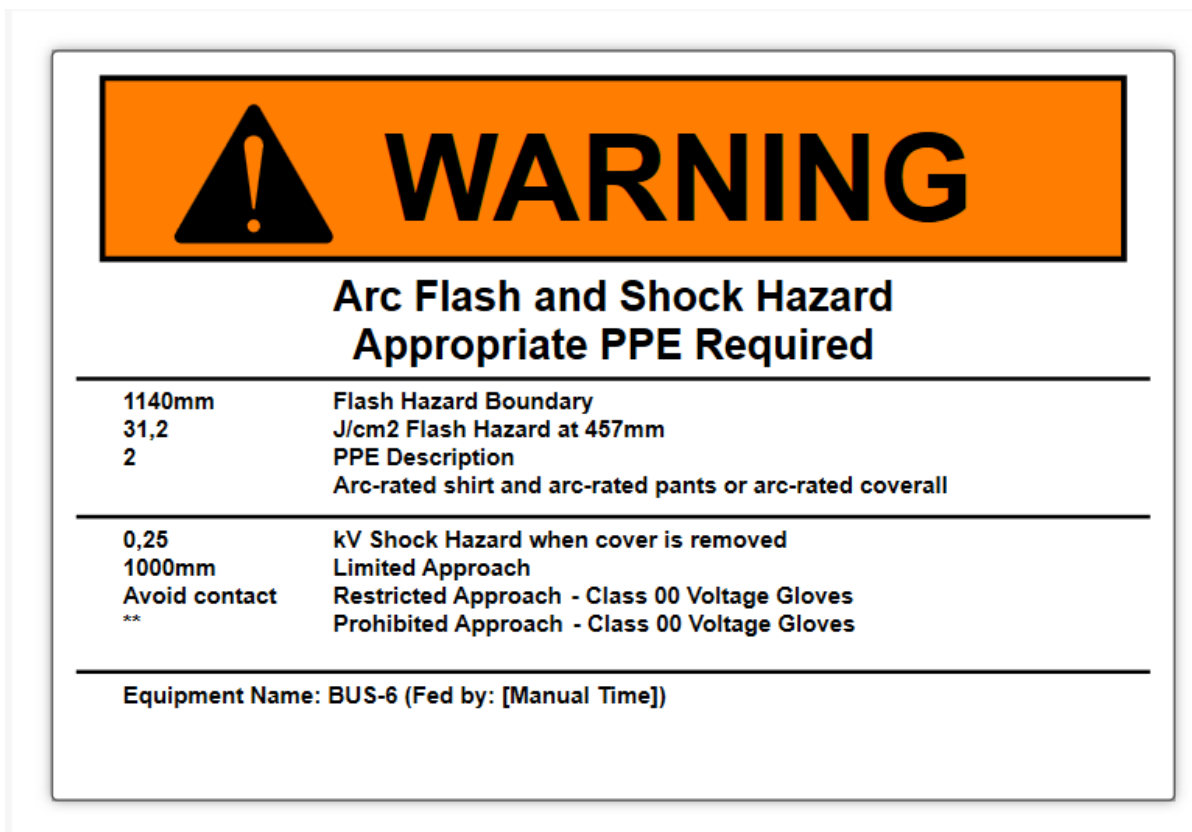 WARNING
Arc Flash and Shock Hazard
Appropriate PPE Required
1140mm Flash Hazard Boundary
31,2 J/cm2 Flash Hazard at 457mm
2 PPE Description
Arc-rated shirt and arc-rated pants or arc-rated coverall
0,25 kV Shock Hazard when cover is removed
1000mm Limited Approach
Avoid contact Restricted Approach - Class 00 Voltage Gloves
** Prohibited Approach - Class 00 Voltage Gloves
Equipment Name: BUS-6 (Fed by: [Manual Time])